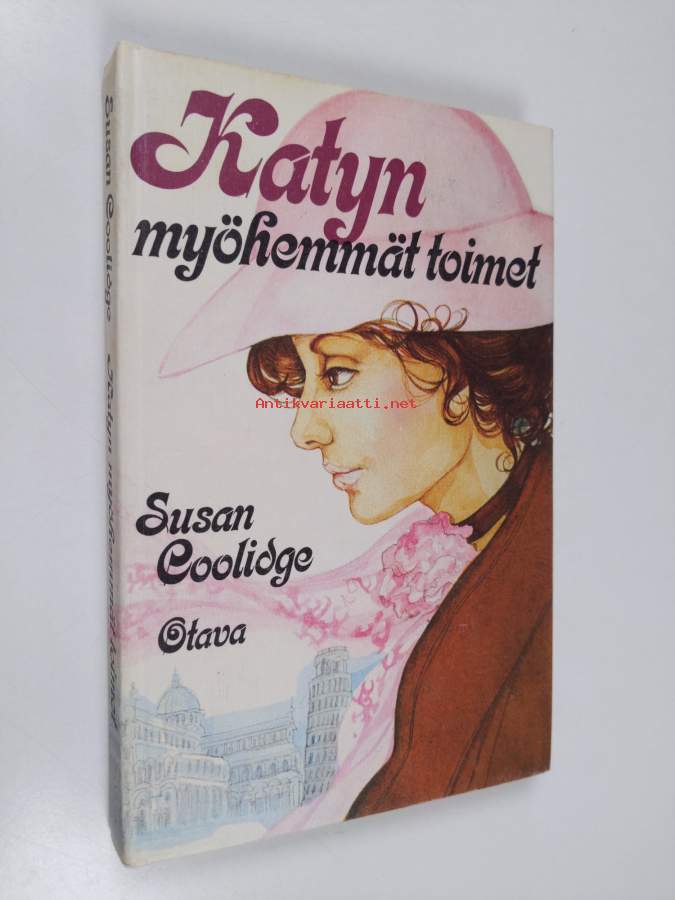 Katyn
myöhemmät toimet
Antikvariaatti.net
Susan
Coolidge
Otava
Susan Coolidge Katyn myöhemmät toimet